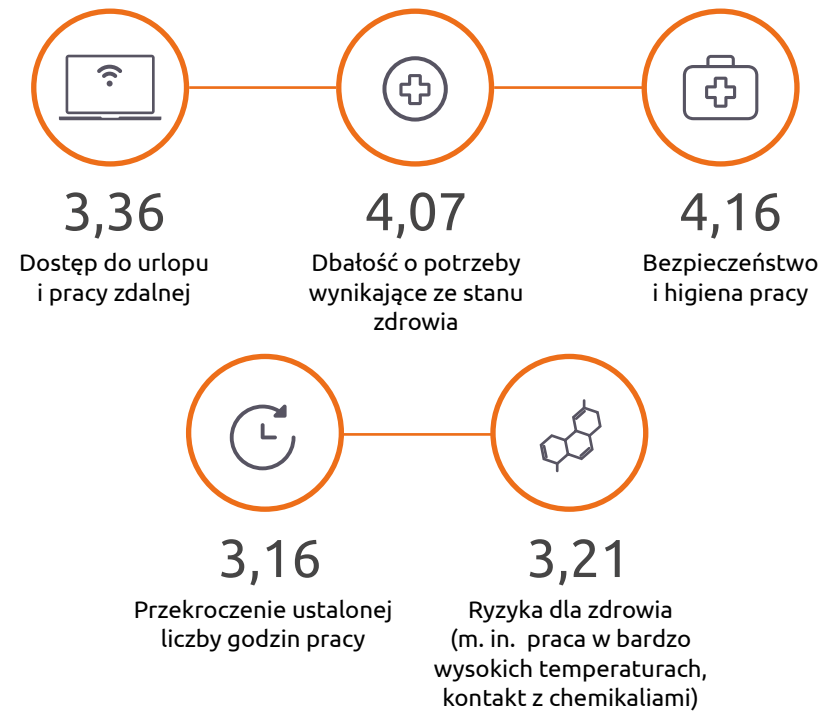 3,36
Dostęp do urlopu
i pracy zdalnej
4,07
Dbałość o potrzeby
wynikające ze stanu
zdrowia
4,16
Bezpieczeństwo
i higiena pracy
3,16
Przekroczenie ustalonej
liczby godzin pracy
3,21
Ryzyka dla zdrowia
(m. in.  praca w bardzo
wysokich temperaturach,
kontakt z chemikaliami)